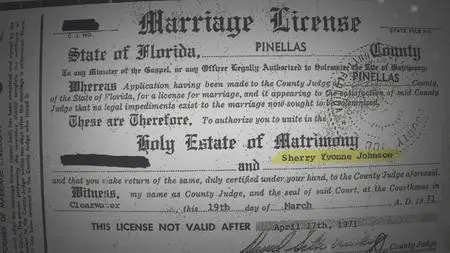 Marriage License
C. J. NO.
STATE FILE NO.
State of Florida, PINELLAS County
To any Minister of the Gospel, or any Officer Legally Authorized to Solemnize the Rite of Matrimony:
Whereas Application having been made to the County Judge of PINELLAS County,
of the State of Florida, for a license for marriage, and it appearing to the satisfaction of said County
Judge that no legal impediments exist to the marriage now sought to be solemnized.
These are Therefore. To authorize you to unite in the
Holy Estate of Matrimony
and Sherry Yvonne Johnson
and that you make return of the same, duly certified under your hand, to the County Judge aforesaid.
Witness, my name as County Judge, and the seal of said Court, at the Courthouse in
Clearwater, this 19th day of March A. D. 1971
THIS LICENSE NOT VALID AFTER April 17th, 1971
County Judge